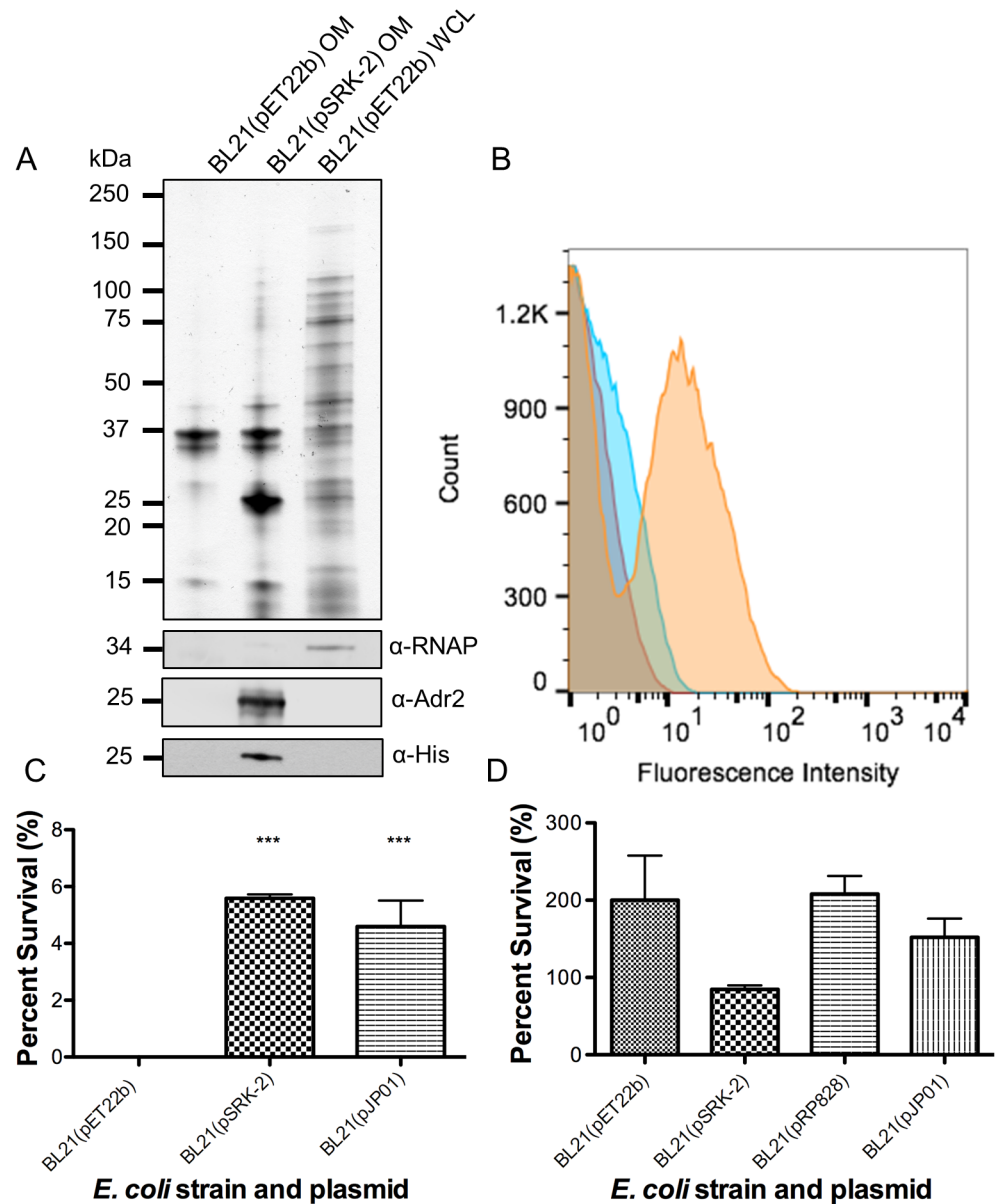 A
kDa
BL21(pET22b) OM
BL21(pSRK-2) OM
BL21(pET22b) WCL
250
150
100
75
50
37
25
20
15
34
α-RNAP
25
α-Adr2
25
α-His
B
1.2K
900
600
300
0
Count
10^0
10^1
10^2
10^3
10^4
Fluorescence Intensity
C
Percent Survival (%)
8
6
4
2
0
***
***
BL21(pET22b)
BL21(pSRK-2)
BL21(pJP01)
E. coli strain and plasmid
D
Percent Survival (%)
300
200
100
0
BL21(pET22b)
BL21(pSRK-2)
BL21(pRP828)
BL21(pJP01)
E. coli strain and plasmid